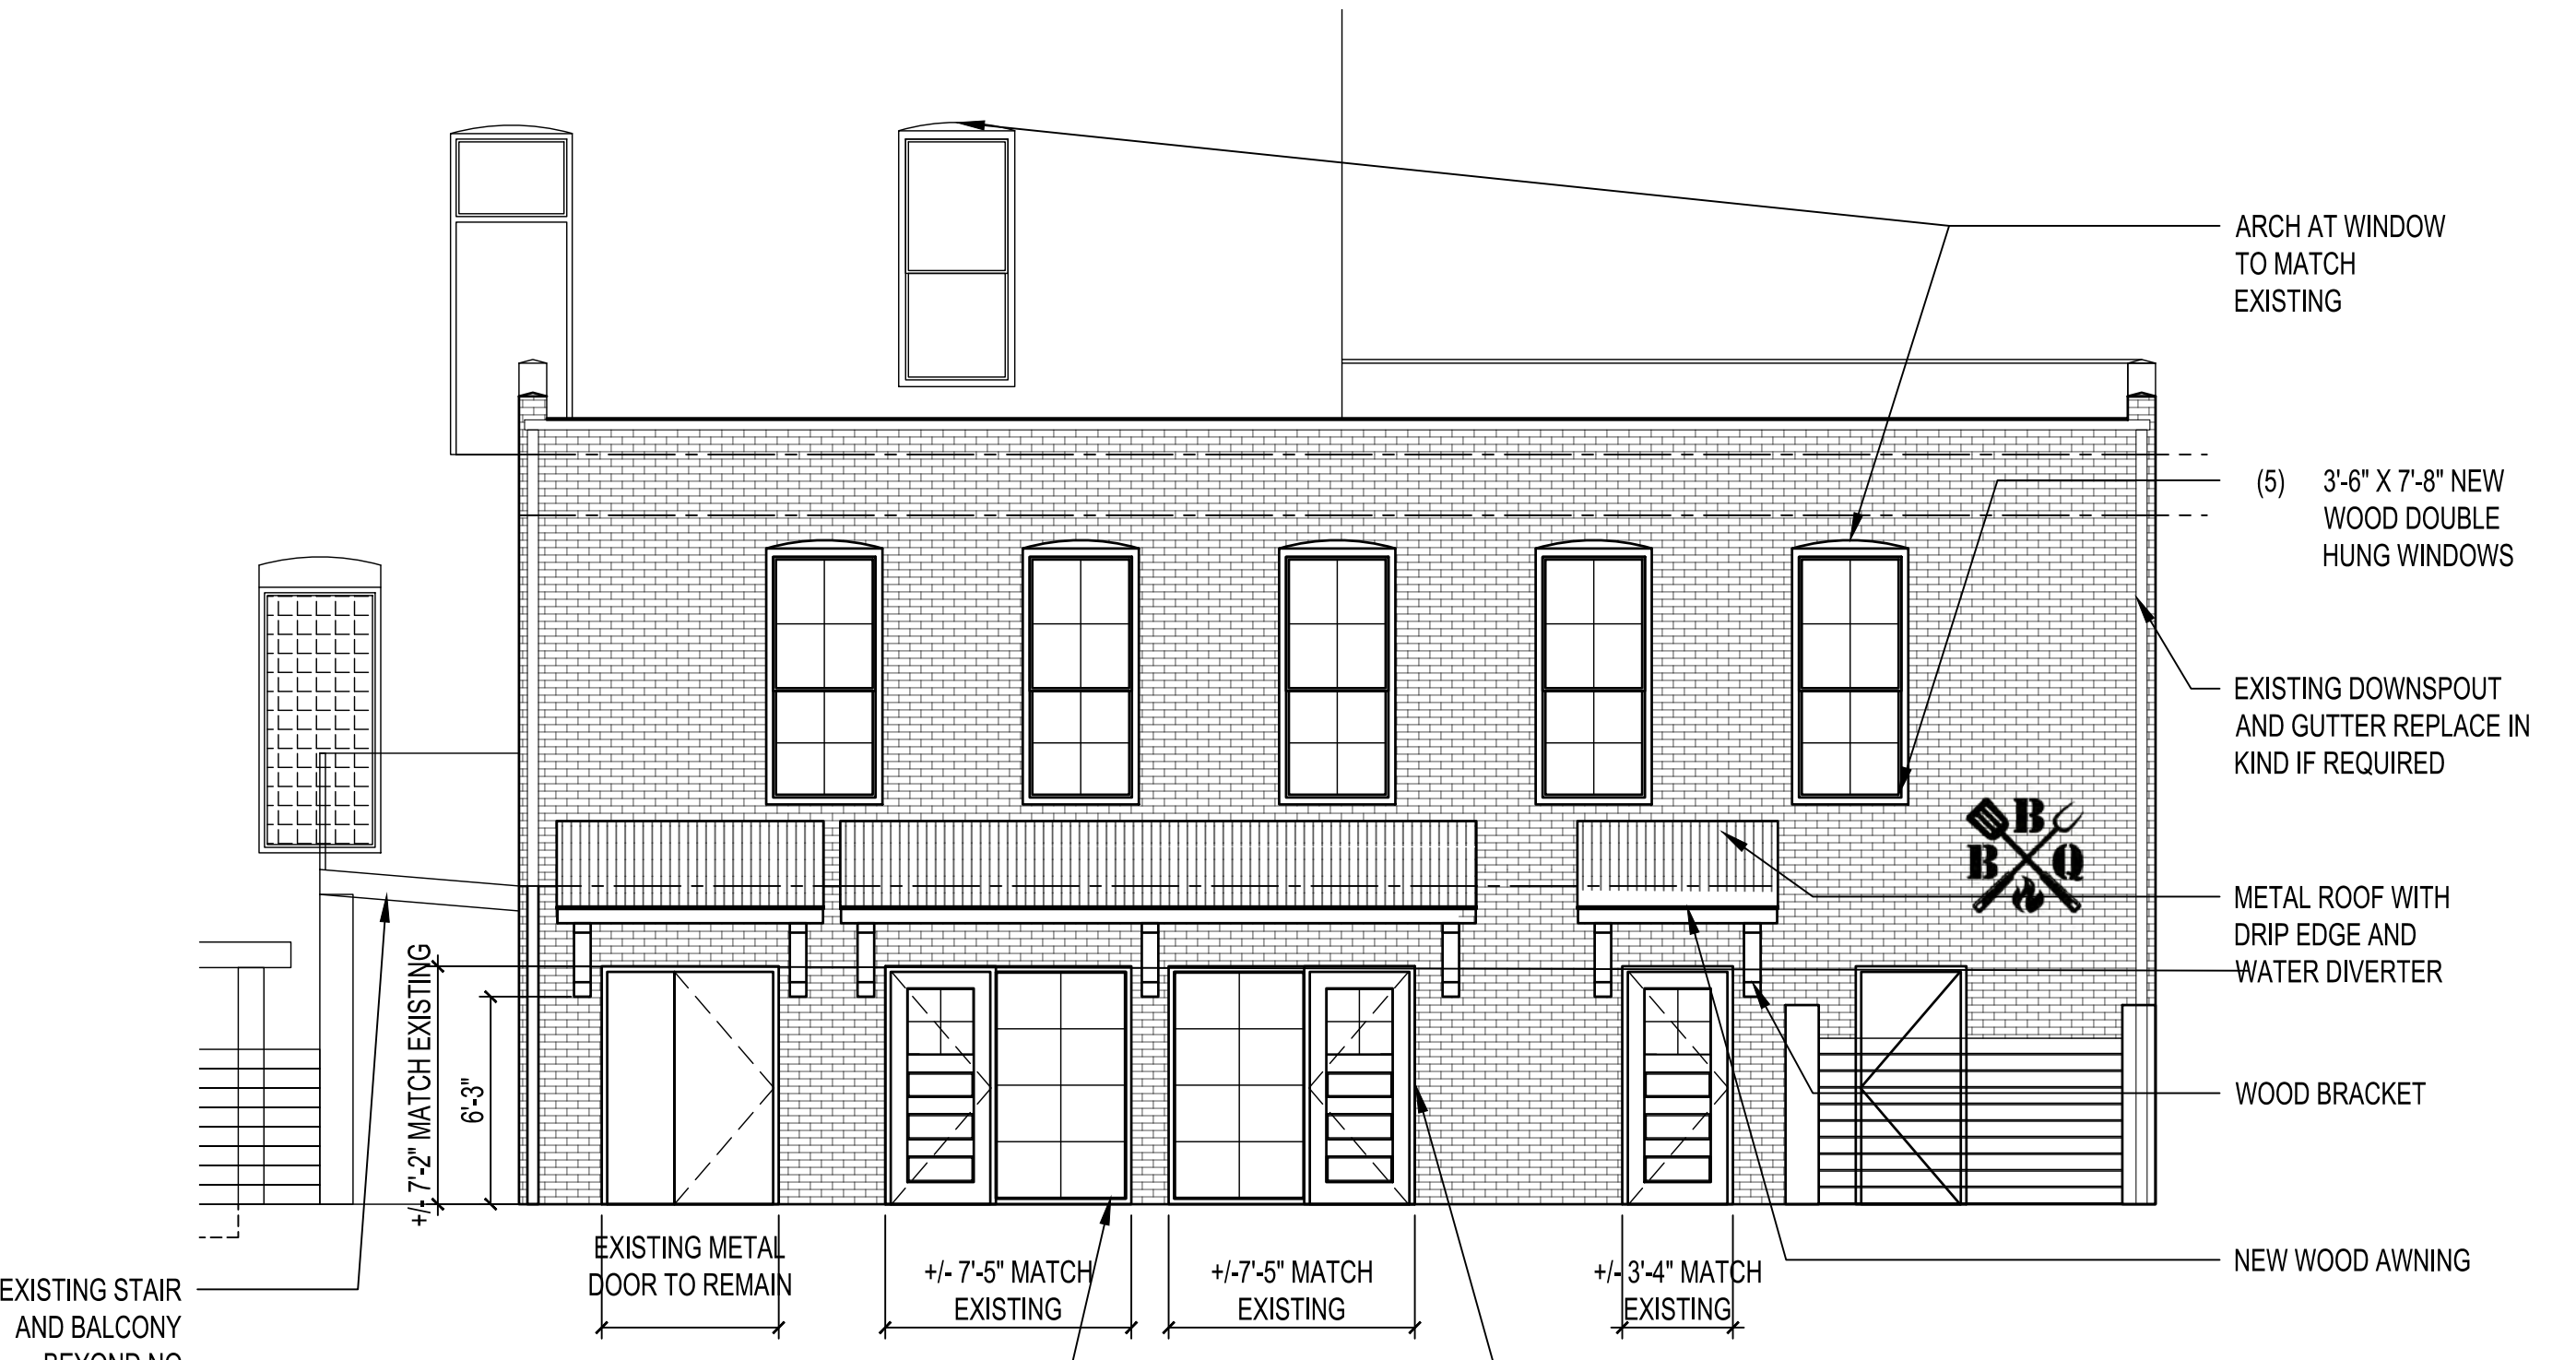 ARCH AT WINDOW
TO MATCH
EXISTING
(5) 3'-6" X 7'-8" NEW
WOOD DOUBLE
HUNG WINDOWS
EXISTING DOWNSPOUT
AND GUTTER REPLACE IN
KIND IF REQUIRED
B
B Q
METAL ROOF WITH
DRIP EDGE AND
WATER DIVERTER
WOOD BRACKET
NEW WOOD AWNING
+/- 7'-2" MATCH EXISTING
6'-3"
EXISTING METAL
DOOR TO REMAIN
+/- 7'-5" MATCH
EXISTING
+/-7'-5" MATCH
EXISTING
+/- 3'-4" MATCH
EXISTING
EXISTING STAIR
AND BALCONY
BEYOND NO